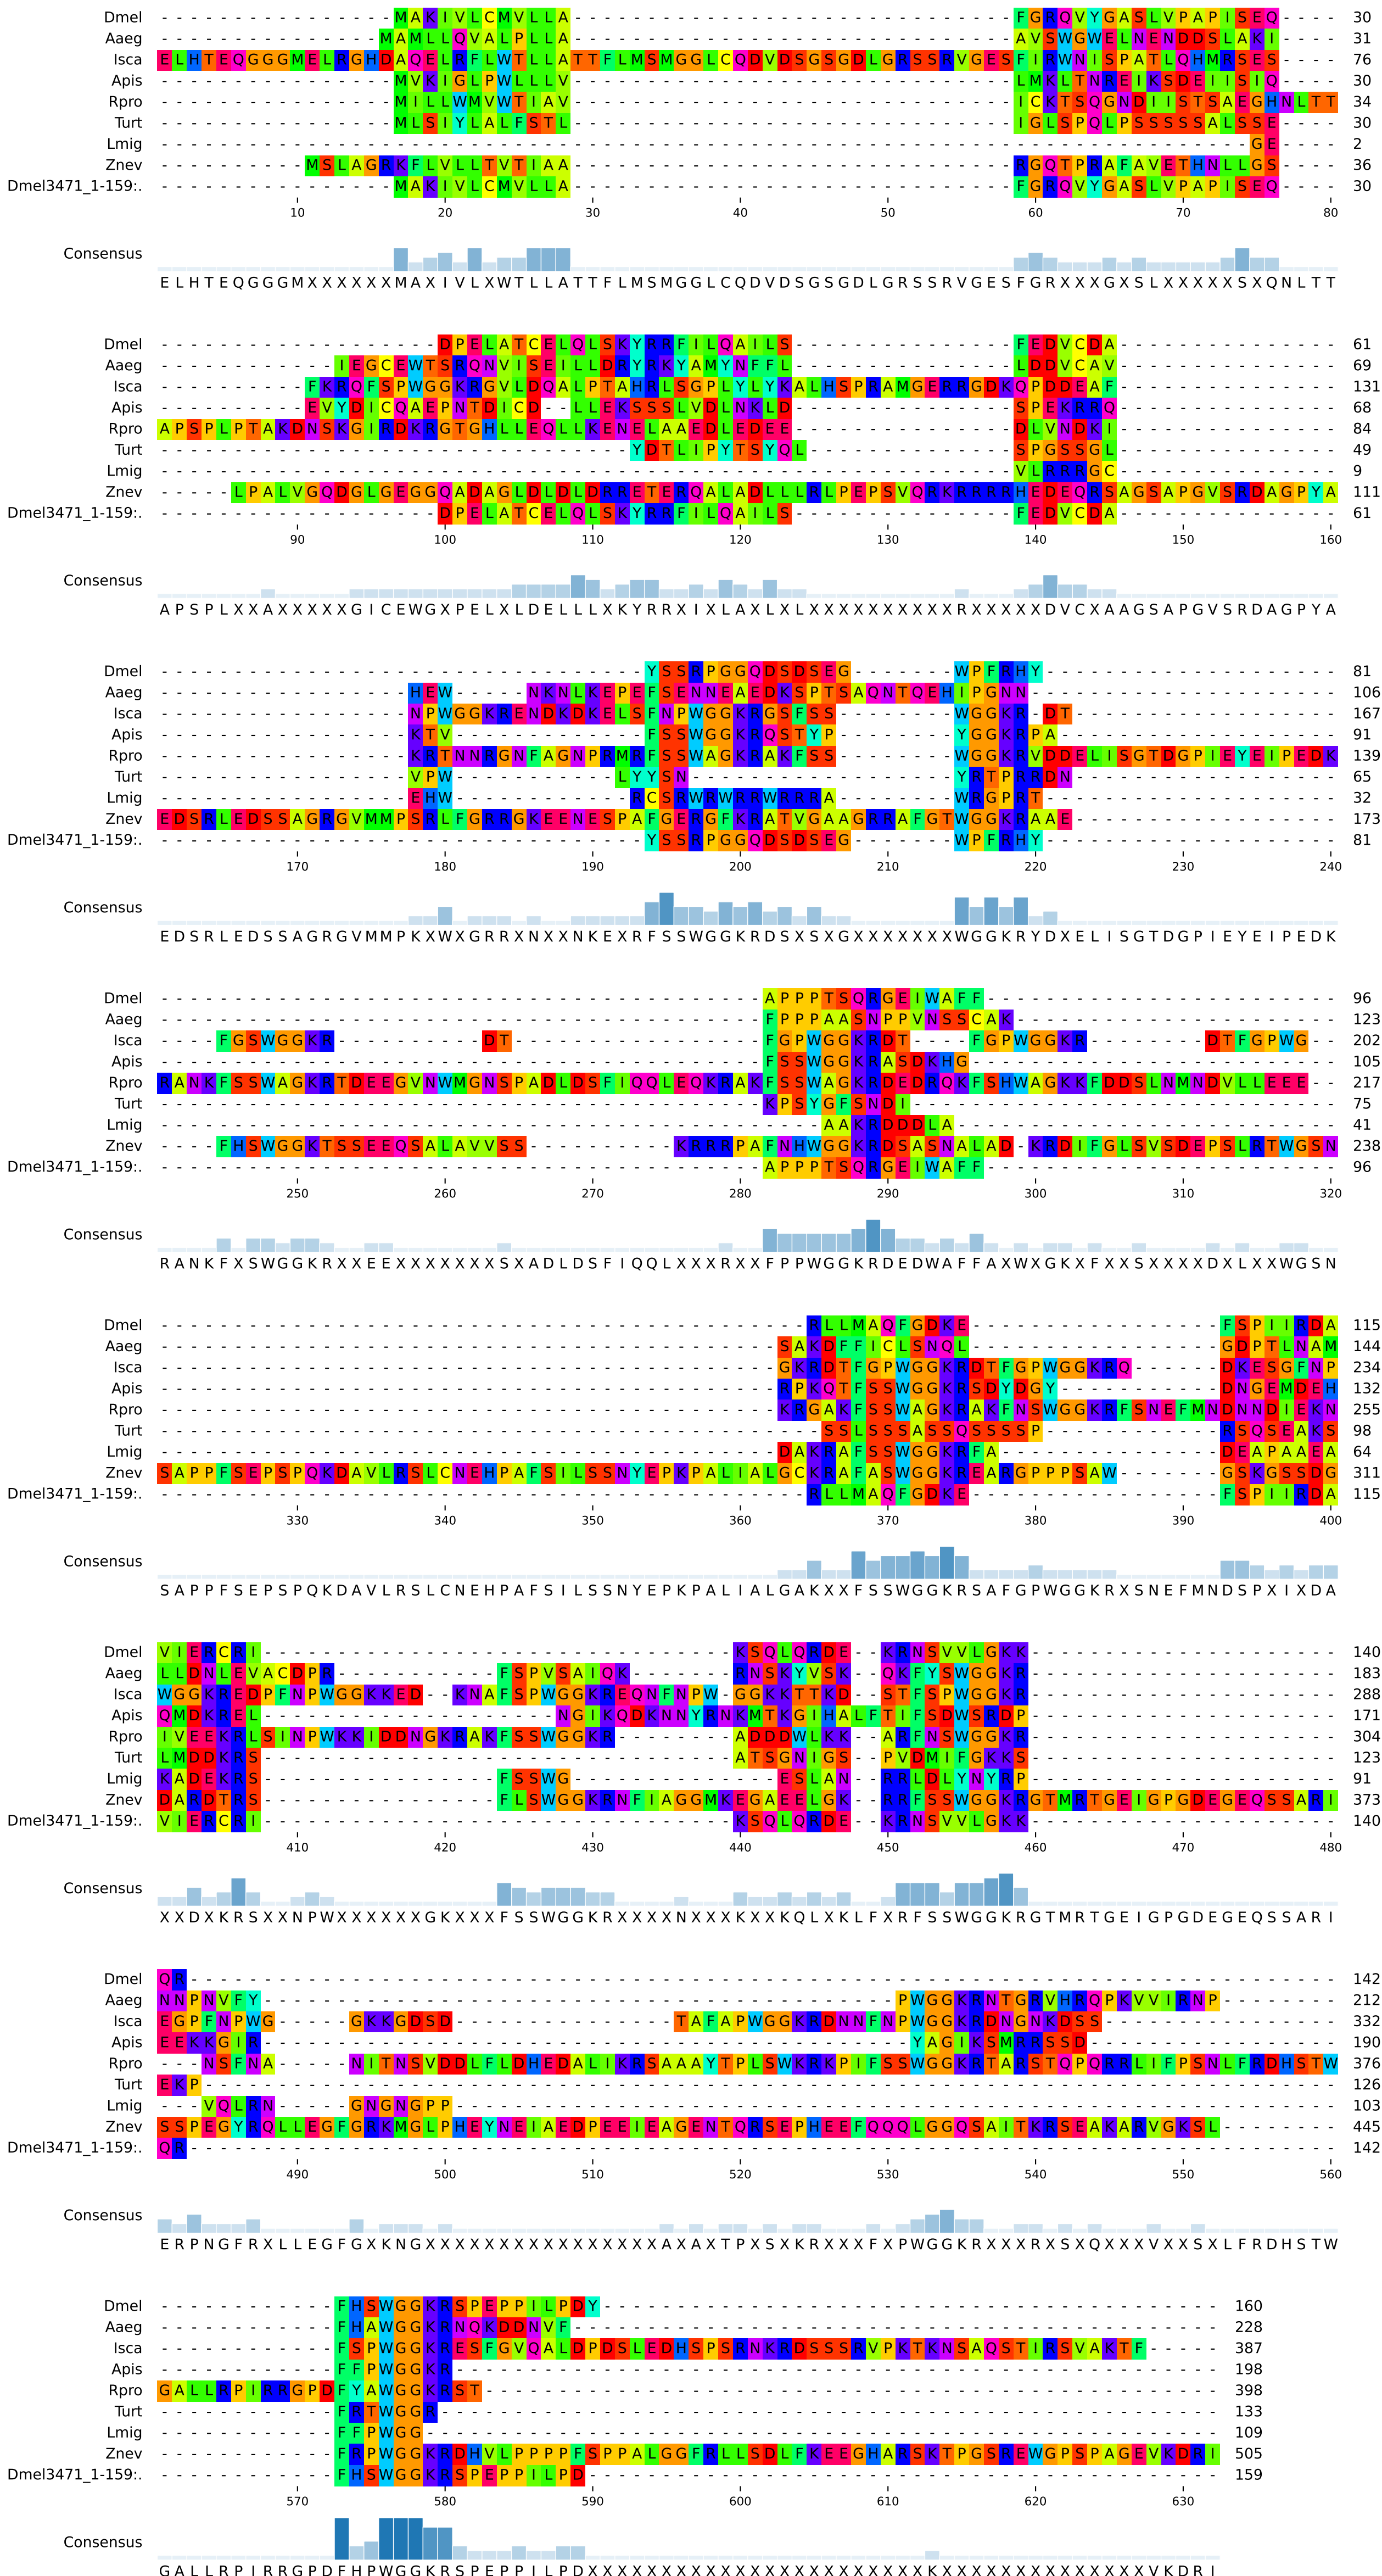 Dmel - MAKIVLCMVLLA - FGRQVYGASLVPAPISEQ - 30
Aaeg - MAMLLQVALPLLA - AVSWGWELNENDDSLAKI - 31
Isca ELHTEQGGGMELRGHDAQELRFLWTLLATTFLMSMGGLCQDVDSGSGDLGRSSRVGESFIRWNISPATLQHMRSES - 76
Apis - MVKIGLPWLLLV - LMKLTNREIKSDEIISIQ - 30
Rpro - MILLWMVWTIAV - ICKTSQGNDIISTSAEGHNLTT 34
Turt - MLSIYLALFSTL - IGLSPQLPSSSSSALSSE - 30
Lmig - GE - 2
Znev - MSLAGRKFLVLLTVTIAA - RGQTPRAFAVETHNLLGS - 36
Dmel3471_1-159:. - MAKIVLCMVLLA - FGRQVYGASLVPAPISEQ - 30
10 20 30 40 50 60 70 80
Consensus
ELHTEQGGGMXXXXXXMAXIVLXWTLLATTFLMSMGGLCQDVDSGSGDLGRSSRVGESFGRXXXGXSLXXXXXSXQNLTT
Dmel - DPELATCELQLSKYRRFILQAILS - FEDVCDA - 61
Aaeg - IEGCEWTSRQNVISEILLDRYRKYAMYNFFL - LDDVCAV - 69
Isca - FKRQFSPWGGKRGVLDQALPTAHRLSGPLYLYKALHSPRAMGERRGDKQPDDEAF - 131
Apis - EVYDICQAEPNTDICD - LLEKSSSLVDLNKLD - SPEKRRQ - 68
Rpro APSPLPTAKDNSKGIRDKRGTGHLLEQLLKENELAAEDLEDEE - DLVNDKI - 84
Turt - YDTLIPYTSYQL - SPGSSGL - 49
Lmig - VLRRRGC - 9
Znev - LPALVGQDGLGEGGQADAGLDLDLDRRETERQALADLLLRLPEPSVQRKRRRRHEDEQRSAGSAPGVSRDAGPYA 111
Dmel3471_1-159:. - DPELATCELQLSKYRRFILQAILS - FEDVCDA - 61
90 100 110 120 130 140 150 160
Consensus
APSPLXXAXXXXXGICEWGXPELXLDELLLXKYRRXIXLAXLXLXXXXXXXXXXRXXXXXDVCXAAGSAPGVSRDAGPYA
Dmel - YSSRPGGQDSDSEG - WPFRHY - 81
Aaeg - HEW - NKNLKEPEFSENNEAEDKSPTSAQNTQEHIPGNN - 106
Isca - NPWGGKRENDKDKELSFNPWGGKRGSFSS - WGGKR - DT - 167
Apis - KTV - FSSWGGKRQSTYP - YGGKRPA - 91
Rpro - KRTNNRGNFAGNPRMRFSSWAGKRAKFSS - WGGKRVDDELISGTDGPIEYEIPEDK 139
Turt - VPW - LYYSN - YRTPRRDN - 65
Lmig - EHW - RCSRWRWRRWRRRA - WRGPRT - 32
Znev EDSRLEDSSAGRGVMMPSRLFGRRGKEENESPAFGERGFKRATVGAAGRRAFGTWGGKRAAE - 173
Dmel3471_1-159:. - YSSRPGGQDSDSEG - WPFRHY - 81
170 180 190 200 210 220 230 240
Consensus
EDSRLEDSSAGRGVMMPKXWXGRRXNXXNKEXRFSSWGGKRDSXSXGXXXXXXXWGGKRYDXELISGTDGPIEYEIPEDK
Dmel - APPPTSQRGEIWAFF - 96
Aaeg - FPPPAASNPPVNSSCAK - 123
Isca - FGSWGGKR - DT - FGPWGGKRDT - FGPWGGKR - DTFGPWG - 202
Apis - FSSWGGKRASDKHG - 105
Rpro RANKFSSWAGKRTDEEGVNWMGNSPADLDSFIQQLEQKRAKFSSWAGKRDEDRQKFSHWAGKKFDDSLNMNDVLLEEE - 217
Turt - KPSYGFSNDI - 75
Lmig - AAKRDDDLA - 41
Znev - FHSWGGKTSSEEQSALAVVSS - KRRRPAFNHWGGKRDSASNALAD - KRDIFGLSVSDEPSLRTWGSN 238
Dmel3471_1-159:. - APPPTSQRGEIWAFF - 96
250 260 270 280 290 300 310 320
Consensus
RANKFXSWGGKRXXEEXXXXXXXSXADLDSFIQQLXXXRXXFPPWGGKRDEDWAFFAXWXGKXFXXSXXXXDXLXXWGSN
Dmel - RLLMAQFGDKE - FSPIIRDA 115
Aaeg - SAKDFFICLSNQL - GDPTLNAM 144
Isca - GKRDTFGPWGGKRDTFGPWGGKRQ - DKESGFNP 234
Apis - RPKQTFSSWGGKRSDYDGY - DNGEMDEH 132
Rpro - KRGAKFSSWAGKRAKFNSWGGKRFSNEFMNDNNDIEKN 255
Turt - SSLSSSASSQSSSSP - RSQSEAKS 98
Lmig - DAKRAFSSWGGKRFA - DEAPAAEA 64
Znev SAPPFSEPSPQKDAVLRSLCNEHPAFSILSSNYEPKPALIALGCKRAFASWGGKREARGPPPSAW - GSKGSSDG 311
Dmel3471_1-159:. - RLLMAQFGDKE - FSPIIRDA 115
330 340 350 360 370 380 390 400
Consensus
SAPPFSEPSPQKDAVLRSLCNEHPAFSILSSNYEPKPALIALGAKXXFSSWGGKRSAFGPWGGKRXSNEFMNDSPXIXDA
Dmel VIERCRI - KSQLQRDE - KRNSVVLGKK - 140
Aaeg LLDNLEVACDPR - FSPVSAIQK - RNSKYVSK - QKFYSWGGKR - 183
Isca WGGKREDPFNPWGGKKED - KNAFSPWGGKREQNFNPW - GGKKTTKD - STFSPWGGKR - 288
Apis QMDKREL - NGIKQDKNNYRNKMTKGIHALFTIFSDWSRDP - 171
Rpro IVEEKRLSINPWKKIDDNGKRAKFSSWGGKR - ADDDWLKK - ARFNSWGGKR - 304
Turt LMDDKRS - ATSGNIGS - PVDMIFGKKS - 123
Lmig KADEKRS - FSSWG - ESLAN - RRLDLYNYRP - 91
Znev DARDTRS - FLSWGGKRNFIAGGMKEGAEELGK - RRFSSWGGKRGTMRTGEIGPGDEGEQSSARI 373
Dmel3471_1-159:. VIERCRI - KSQLQRDE - KRNSVVLGKK - 140
410 420 430 440 450 460 470 480
Consensus
XXDXKRSXXNPWXXXXXXGKXXXFSSWGGKRXXXXNXXXKXXKQLXKLFXRFSSWGGKRGTMRTGEIGPGDEGEQSSARI
Dmel QR - 142
Aaeg NNPNVFY - PWGGKRNTGRVHRQPKVVIRNP - 212
Isca EGPFNPWG - GKKGDSD - TAFAPWGGKRDNNFNPWGGKRDNGNKDSS - 332
Apis EEKKGIR - YAGIKSMRRSSD - 190
Rpro - NSFNA - NITNSVDDLFLDHEDALIKRSAAAYTPLSWKRKPIFSSWGGKRTARSTQPQRRLIFPSNLFRDHSTW 376
Turt EKP - 126
Lmig - VQLRN - GNGNGPP - 103
Znev SSPEGYRQLLEGFGRKMGLPHEYNEIAEDPEEIEAGENTQRSEPHEEFQQQLGGQSAITKRSEAKARVGKSL - 445
Dmel3471_1-159:. QR - 142
490 500 510 520 530 540 550 560
Consensus
ERPNGFRXLLEGFGXKNGXXXXXXXXXXXXXXXXAXAXTPXSXKRXXXFXPWGGKRXXXRXSXQXXXVXXSXLFRDHSTW
Dmel - FHSWGGKRSPEPPILPDY - 160
Aaeg - FHAWGGKRNQKDDNVF - 228
Isca - FSPWGGKRESFGVQALDPDSLEDHSPSRNKRDSSSRVPKTKNSAQSTIRSVAKTF - 387
Apis - FFPWGGKR - 198
Rpro GALLRPIRRGPDFYAWGGKRST - 398
Turt - FRTWGGR - 133
Lmig - FFPWGG - 109
Znev - FRPWGGKRDHVLPPPPFSPPALGGFRLLSDLFKEEGHARSKTPGSREWGPSPAGEVKDRI 505
Dmel3471_1-159:. - FHSWGGKRSPEPPILPD - 159
570 580 590 600 610 620 630
Consensus
GALLRPIRRGPDFHPWGGKRSPEPPILPDXXXXXXXXXXXXXXXXXXXXXXXKXXXXXXXXXXXXXXVKDRI